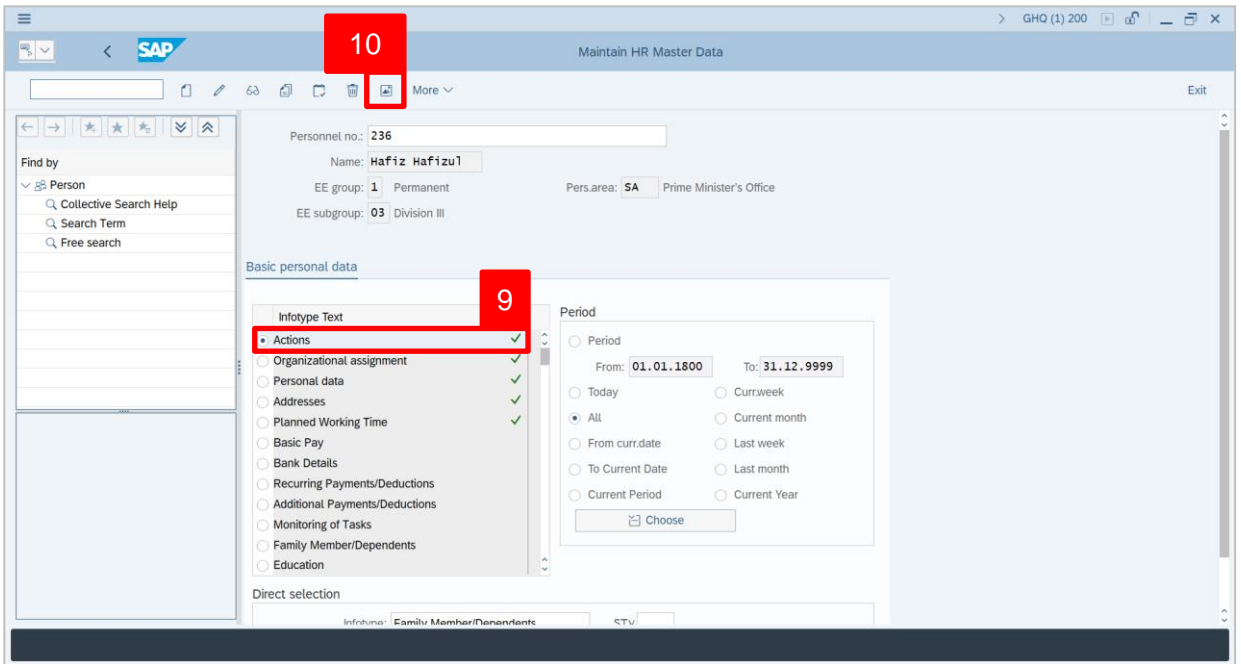 GHQ (1) 200
SAP
10
Maintain HR Master Data
More
Exit
Find by
Person
Collective Search Help
Search Term
Free search
Personnel no.: 236
Name: Hafiz Hafizul
EE group: 1 Permanent Pers.area: SA Prime Minister's Office
EE subgroup: 03 Division III
Basic personal data
9
Infotype Text
Actions
Organizational assignment
Personal data
Addresses
Planned Working Time
Basic Pay
Bank Details
Recurring Payments/Deductions
Additional Payments/Deductions
Monitoring of Tasks
Family Member/Dependents
Education
Period
Period
From: 01.01.1800 To: 31.12.9999
Today Curr.week
All Current month
From curr.date Last week
To Current Date Last month
Current Period Current Year
Choose
Direct selection
Infotype: Family Member/Dependents STy